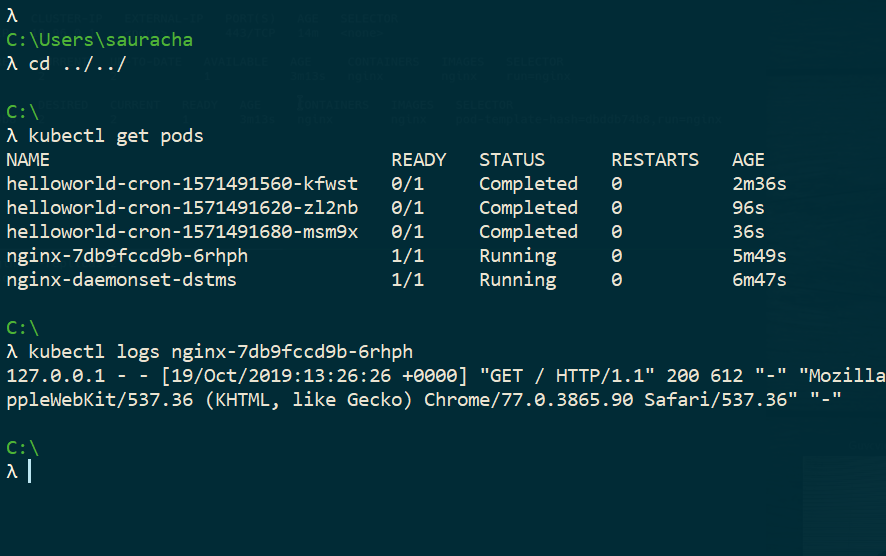 λ
C:\Users\sauracha
λ cd ../../
C:\
λ kubectl get pods
NAME READY STATUS RESTARTS AGE
helloworld-cron-1571491560-kfwst 0/1 Completed 0 2m36s
helloworld-cron-1571491620-zl2nb 0/1 Completed 0 96s
helloworld-cron-1571491680-msm9x 0/1 Completed 0 36s
nginx-7db9fccd9b-6rhph 1/1 Running 0 5m49s
nginx-daemonset-dstms 1/1 Running 0 6m47s
C:\
λ kubectl logs nginx-7db9fccd9b-6rhph
127.0.0.1 - - [19/Oct/2019:13:26:26 +0000] "GET / HTTP/1.1" 200 612 "-" "Mozilla
ppleWebKit/537.36 (KHTML, like Gecko) Chrome/77.0.3865.90 Safari/537.36" "-"
C:\
λ